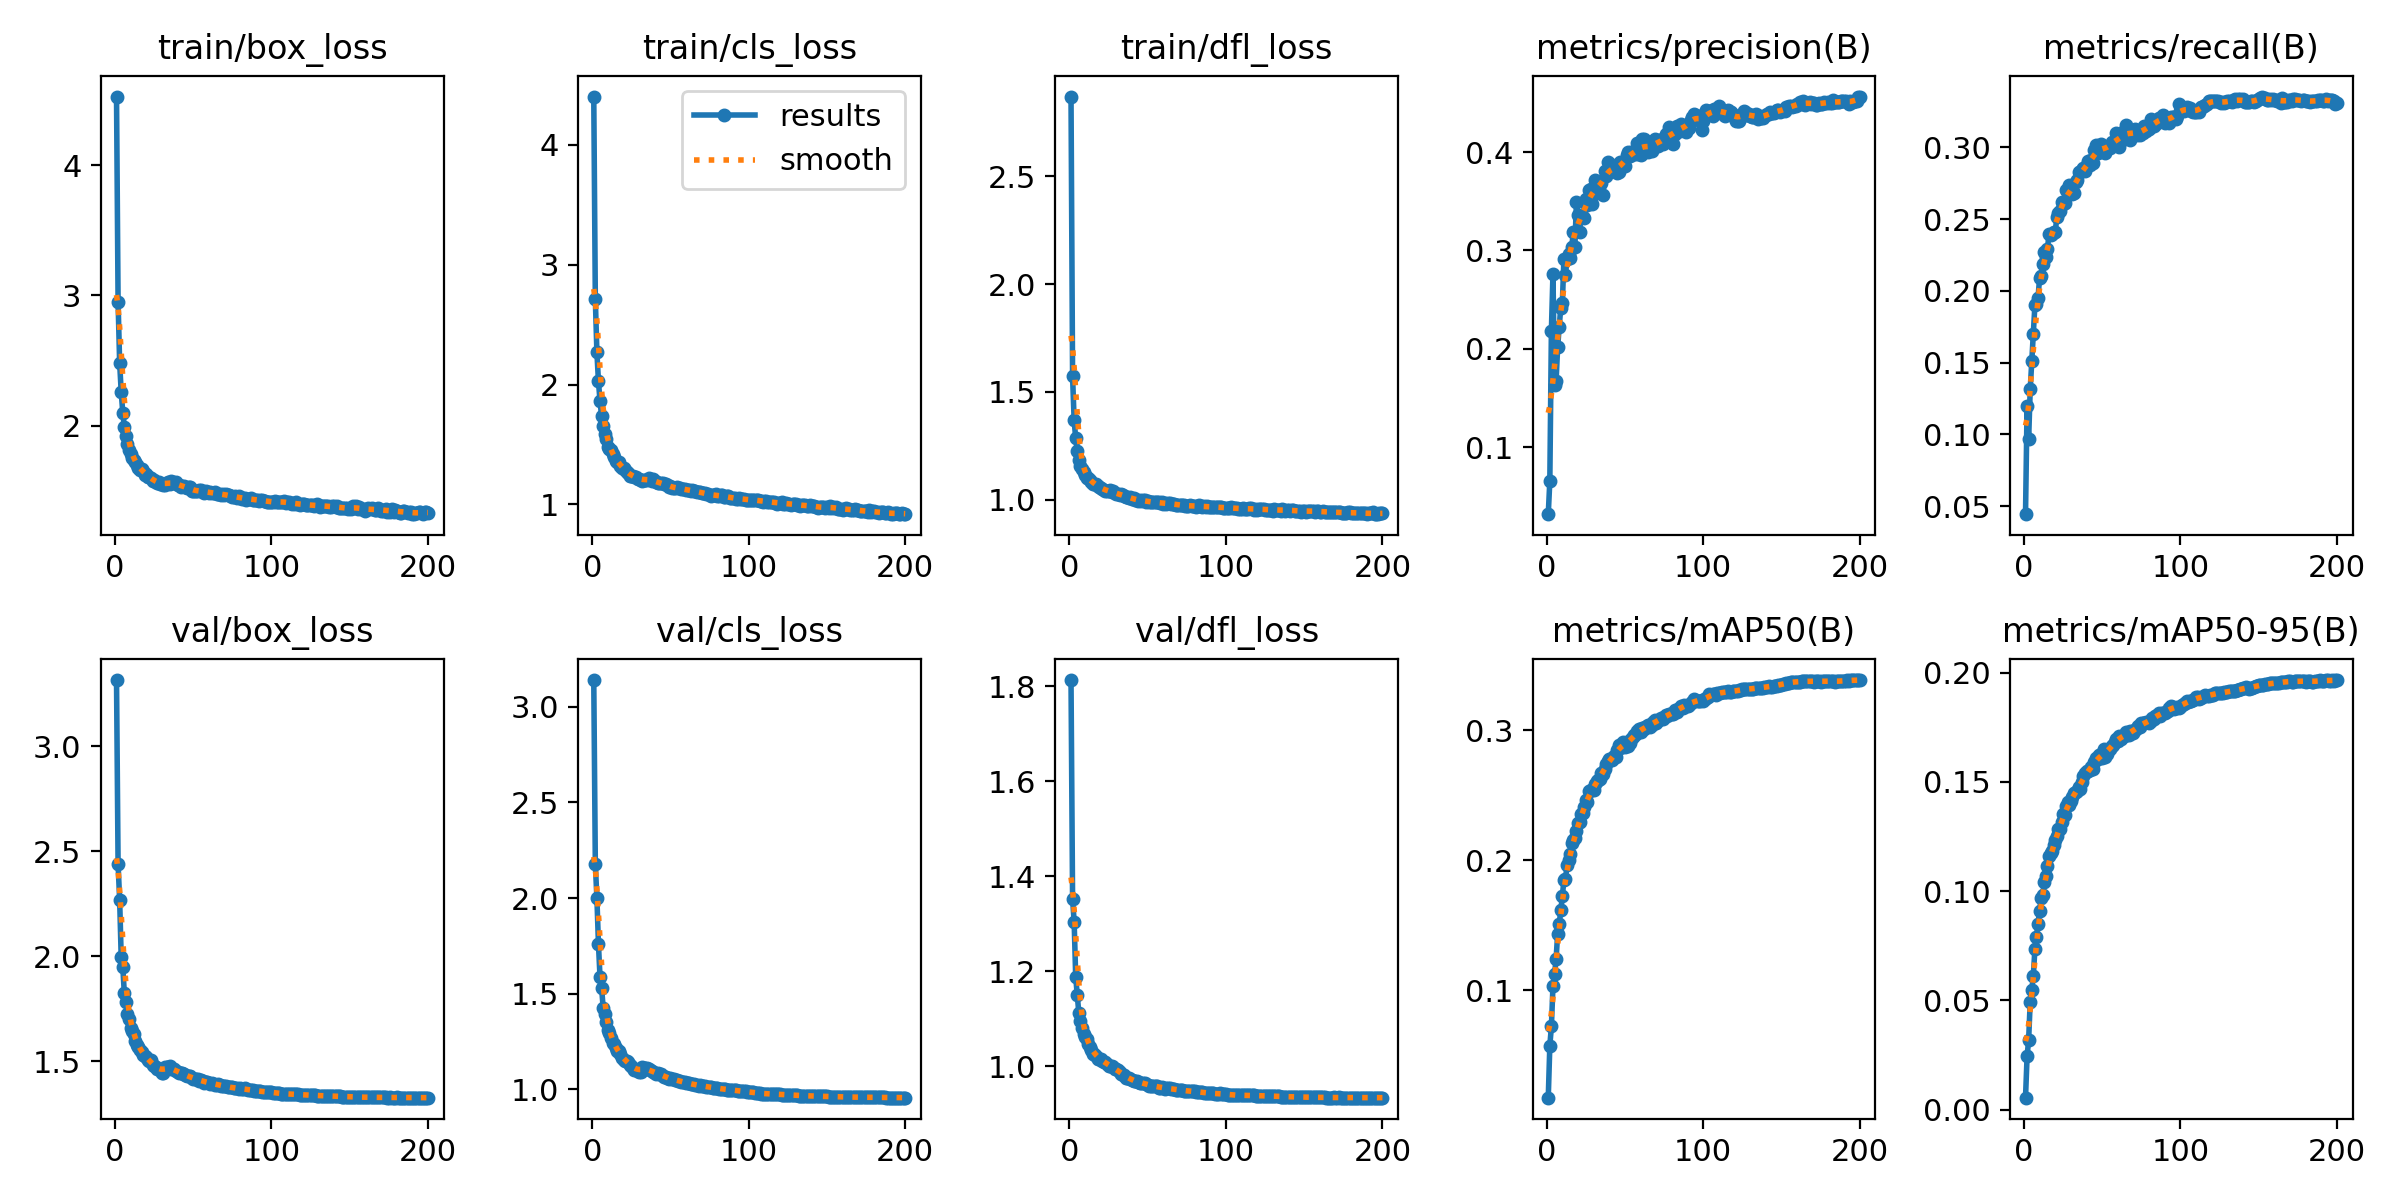 train/box_loss
4
3
2
0 100 200
train/cls_loss
results
smooth
4
3
2
1
0 100 200
train/dfl_loss
2.5
2.0
1.5
1.0
0 100 200
metrics/precision(B)
0.4
0.3
0.2
0.1
0 100 200
metrics/recall(B)
0.30
0.25
0.20
0.15
0.10
0.05
0 100 200
val/box_loss
3.0
2.5
2.0
1.5
0 100 200
val/cls_loss
3.0
2.5
2.0
1.5
1.0
0 100 200
val/dfl_loss
1.8
1.6
1.4
1.2
1.0
0 100 200
metrics/mAP50(B)
0.3
0.2
0.1
0 100 200
metrics/mAP50-95(B)
0.20
0.15
0.10
0.05
0.00
0 100 200